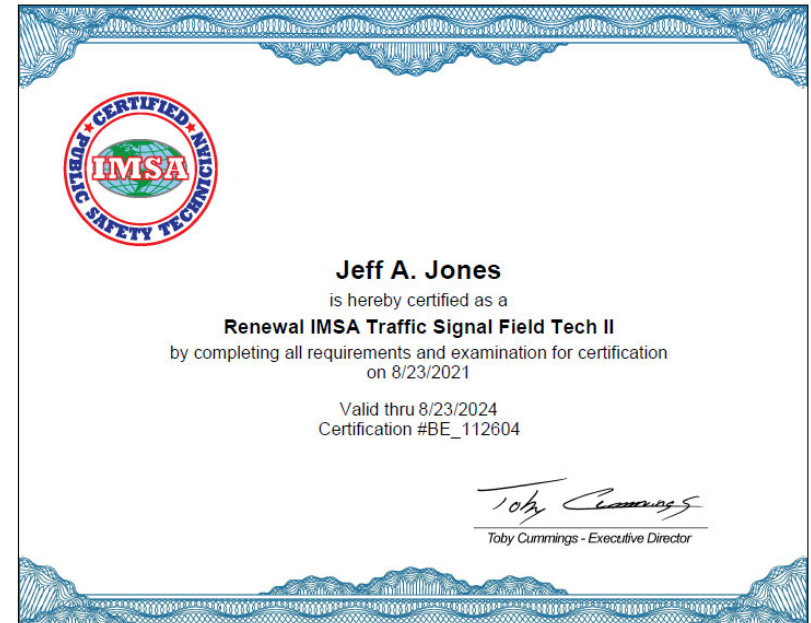 CERTIFIED
PUBLIC SAFETY TECHNICIAN
IMSA
Jeff A. Jones
is hereby certified as a
Renewal IMSA Traffic Signal Field Tech II
by completing all requirements and examination for certification
on 8/23/2021
Valid thru 8/23/2024
Certification #BE_112604
Toby Cummings
Toby Cummings - Executive Director